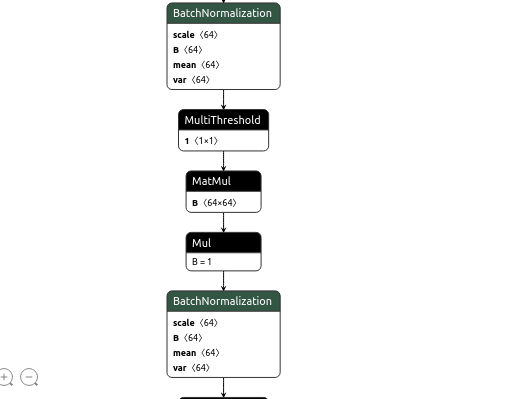 BatchNormalization
scale 〈64〉
B 〈64〉
mean 〈64〉
var 〈64〉
MultiThreshold
1 〈1×1〉
MatMul
B 〈64×64〉
Mul
B = 1
BatchNormalization
scale 〈64〉
B 〈64〉
mean 〈64〉
var 〈64〉